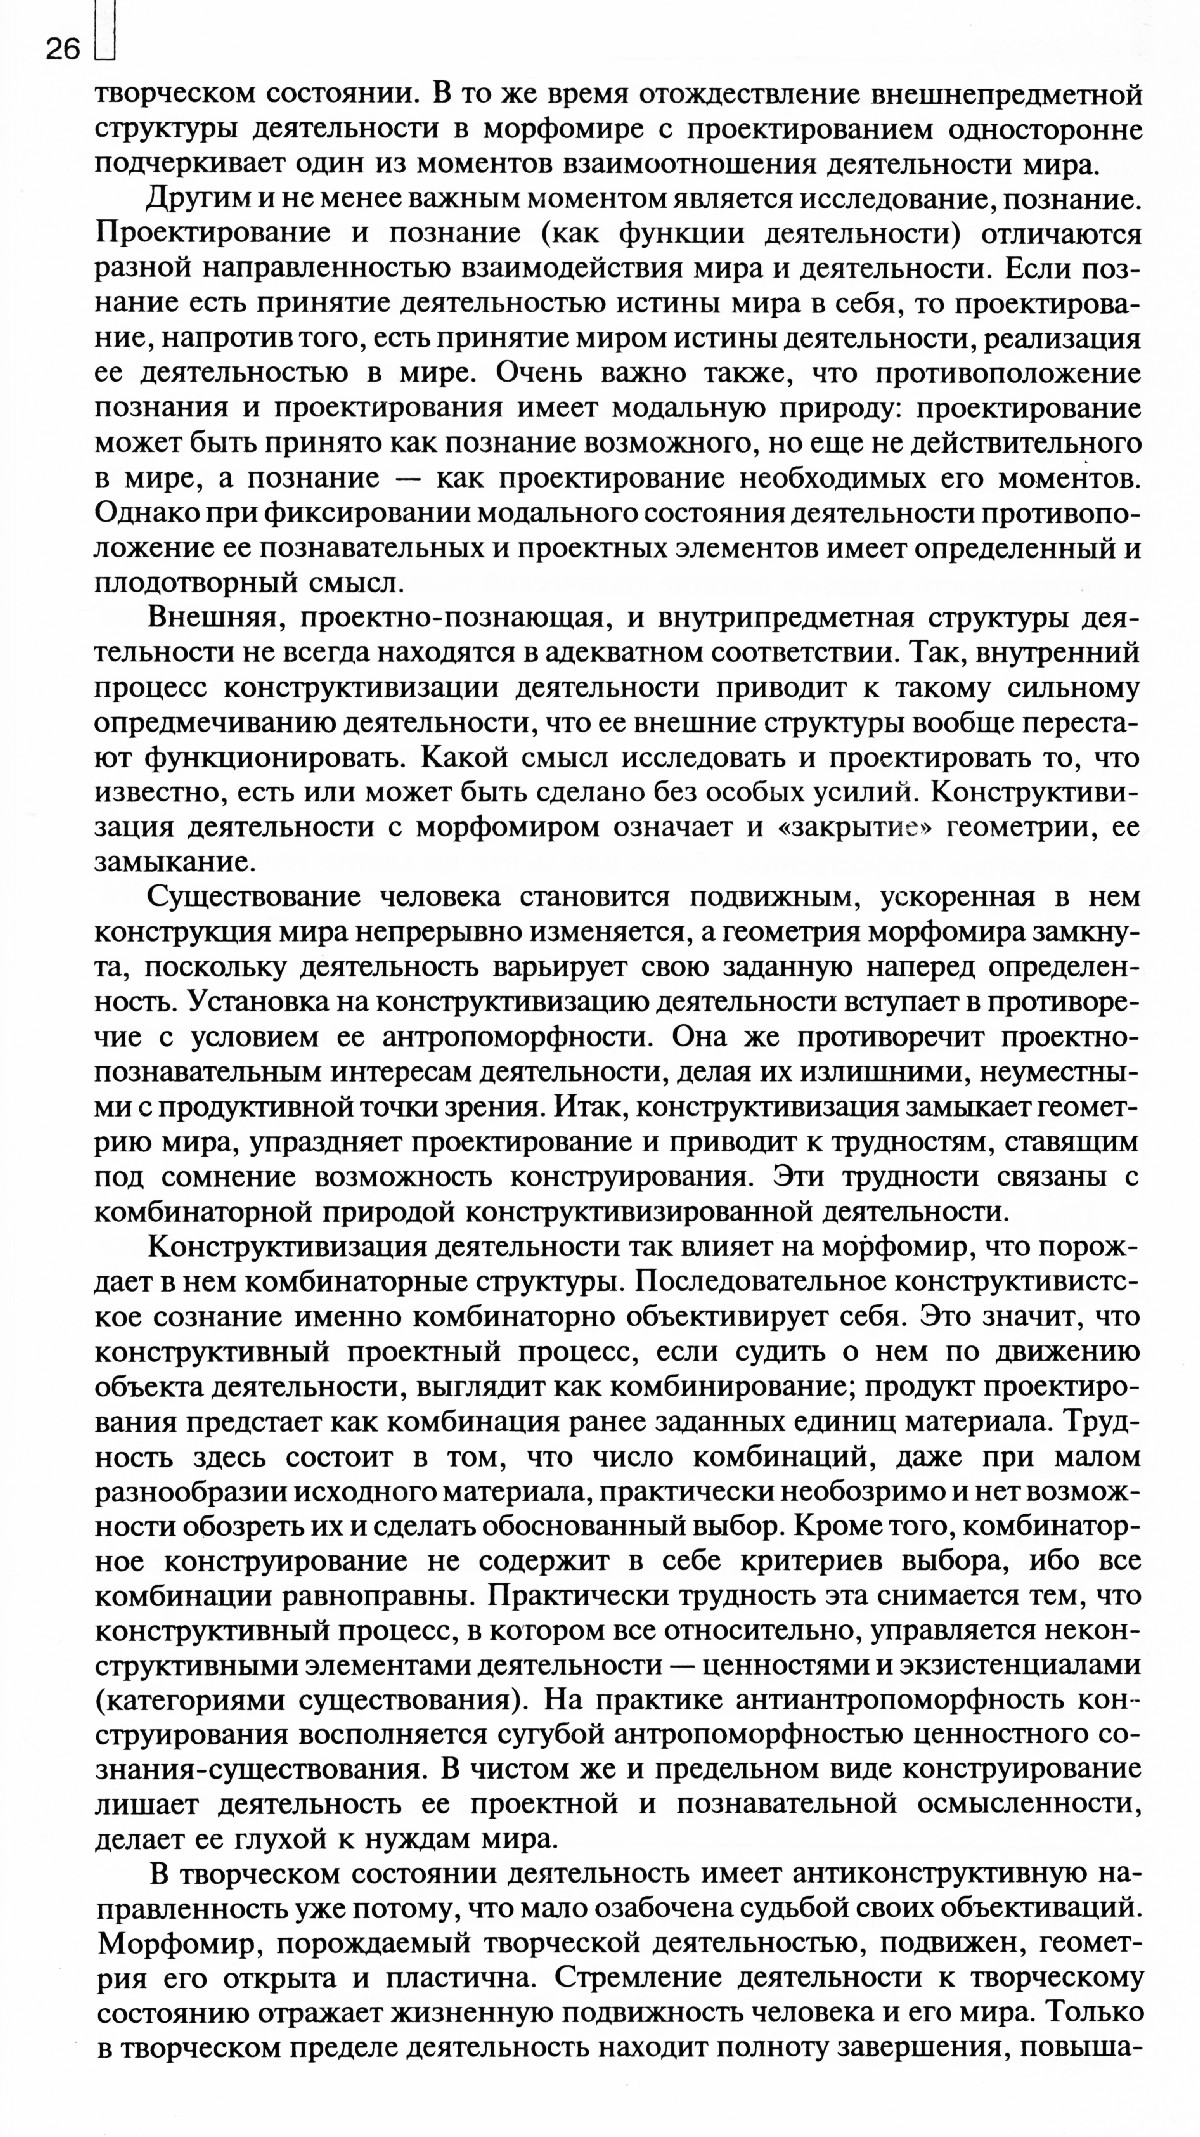 26
творческом состоянии. В то же время отождествление внешнепредметной
структуры деятельности в морфомире с проектированием односторонне
подчеркивает один из моментов взаимоотношения деятельности мира.
Другим и не менее важным моментом является исследование, познание.
Проектирование и познание (как функции деятельности) отличаются
разной направленностью взаимодействия мира и деятельности. Если поз-
нание есть принятие деятельностью истины мира в себя, то проектирова-
ние, напротив того, есть принятие миром истины деятельности, реализация
ее деятельностью в мире. Очень важно также, что противоположение
познания и проектирования имеет модальную природу: проектирование
может быть принято как познание возможного, но еще не действительного
в мире, а познание — как проектирование необходимых его моментов.
Однако при фиксировании модального состояния деятельности противопо-
ложение ее познавательных и проектных элементов имеет определенный и
плодотворный смысл.
Внешняя, проектно-познающая, и внутрипредметная структуры дея-
тельности не всегда находятся в адекватном соответствии. Так, внутренний
процесс конструктивизации деятельности приводит к такому сильному
опредмечиванию деятельности, что ее внешние структуры вообще переста-
ют функционировать. Какой смысл исследовать и проектировать то, что
известно, есть или может быть сделано без особых усилий. Конструктиви-
зация деятельности с морфомиром означает и «закрытие» геометрии, ее
замыкание.
Существование человека становится подвижным, ускоренная в нем
конструкция мира непрерывно изменяется, а геометрия морфомира замкну-
та, поскольку деятельность варьирует свою заданную наперед определен-
ность. Установка на конструктивизацию деятельности вступает в противоре-
чие с условием ее антропоморфности. Она же противоречит проектно-
познавательным интересам деятельности, делая их излишними, неуместны-
ми с продуктивной точки зрения. Итак, конструктивизация замыкает геомет-
рию мира, упраздняет проектирование и приводит к трудностям, ставящим
под сомнение возможность конструирования. Эти трудности связаны с
комбинаторной природой конструктивизированной деятельности.
Конструктивизация деятельности так влияет на морфомир, что порож-
дает в нем комбинаторные структуры. Последовательное конструктивистс-
кое сознание именно комбинаторно объективирует себя. Это значит, что
конструктивный проектный процесс, если судить о нем по движению
объекта деятельности, выглядит как комбинирование; продукт проектиро-
вания предстает как комбинация ранее заданных единиц материала. Труд-
ность здесь состоит в том, что число комбинаций, даже при малом
разнообразии исходного материала, практически необозримо и нет возмож-
ности обозреть их и сделать обоснованный выбор. Кроме того, комбинатор-
ное конструирование не содержит в себе критериев выбора, ибо все
комбинации равноправны. Практически трудность эта снимается тем, что
конструктивный процесс, в котором все относительно, управляется некон-
структивными элементами деятельности — ценностями и экзистенциалами
(категориями существования). На практике антиантропоморфность кон-
струирования восполняется сугубой антропоморфностью ценностного со-
знания-существования. В чистом же и предельном виде конструирование
лишает деятельность ее проектной и познавательной осмысленности,
делает ее глухой к нуждам мира.
В творческом состоянии деятельность имеет антиконструктивную на-
правленность уже потому, что мало озабочена судьбой своих объективаций.
Морфомир, порождаемый творческой деятельностью, подвижен, геомет-
рия его открыта и пластична. Стремление деятельности к творческому
состоянию отражает жизненную подвижность человека и его мира. Только
в творческом пределе деятельность находит полноту завершения, повыша-